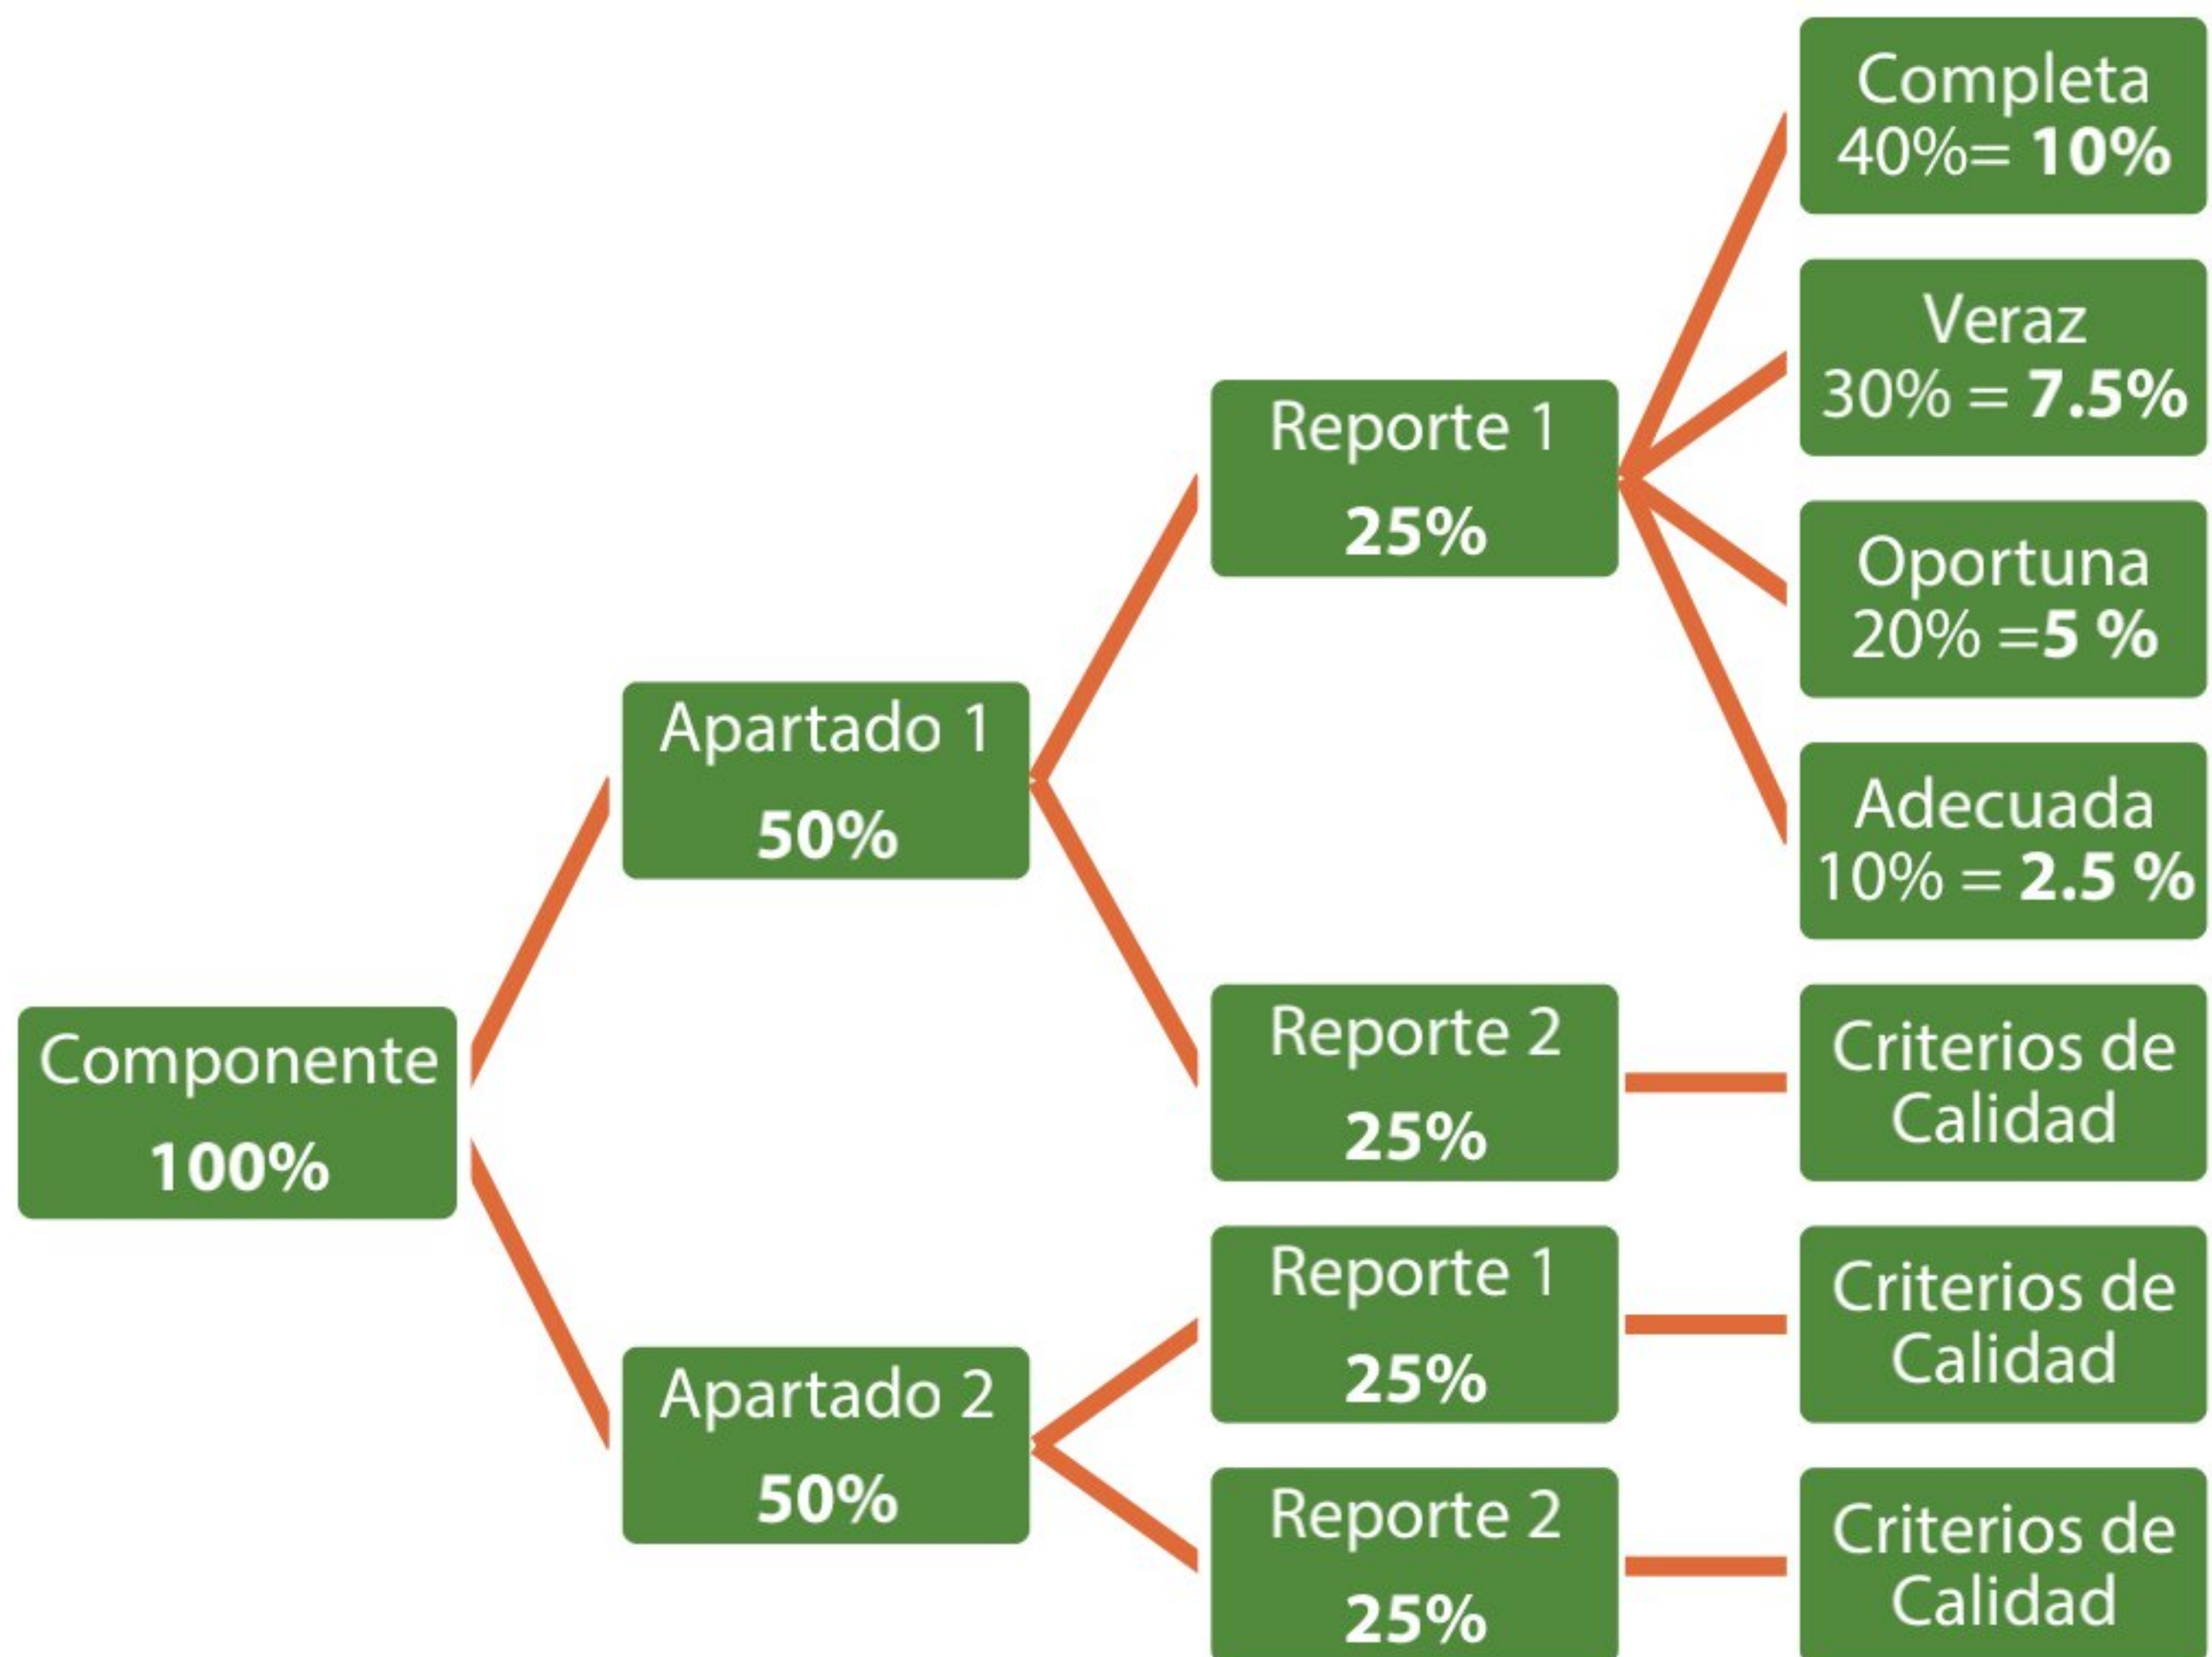 Completa
40%= 10%
Veraz
30% = 7.5%
Reporte 1
25%
Oportuna
20% =5 %
Apartado 1
50%
Adecuada
10% = 2.5 %
Componente
100%
Reporte 2
25%
Criterios de
Calidad
Reporte 1
25%
Criterios de
Calidad
Apartado 2
50%
Reporte 2
25%
Criterios de
Calidad